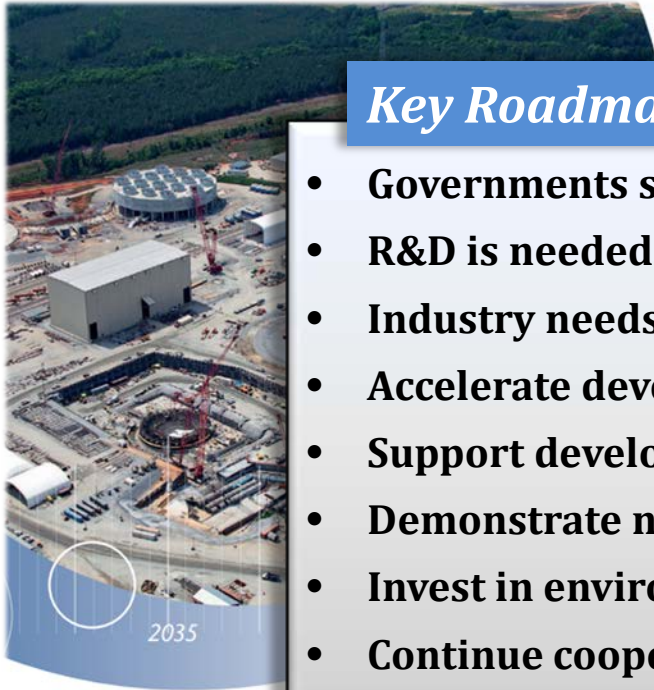 Key Roadma
• Governments s
• R&D is needed
• Industry needs
• Accelerate deve
• Support develo
• Demonstrate n
• Invest in enviro
• Continue coope
2035